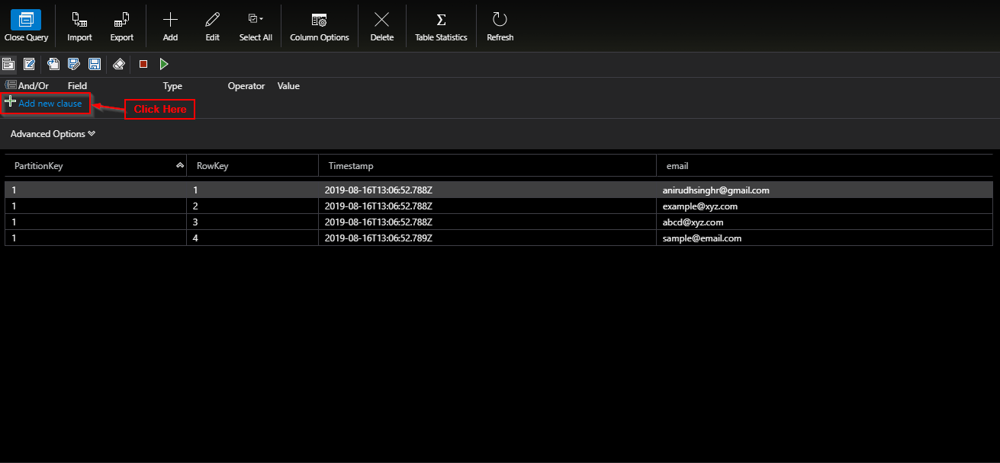 Close Query Import Export Add Edit Select All Column Options Delete Table Statistics Refresh
And/Or Field Type Operator Value
Add new clause Click Here
Advanced Options
PartitionKey RowKey Timestamp email
1 1 2019-08-16T13:06:52.788Z anirudhsinghr@gmail.com
1 2 2019-08-16T13:06:52.788Z example@xyz.com
1 3 2019-08-16T13:06:52.788Z abcd@xyz.com
1 4 2019-08-16T13:06:52.789Z sample@email.com